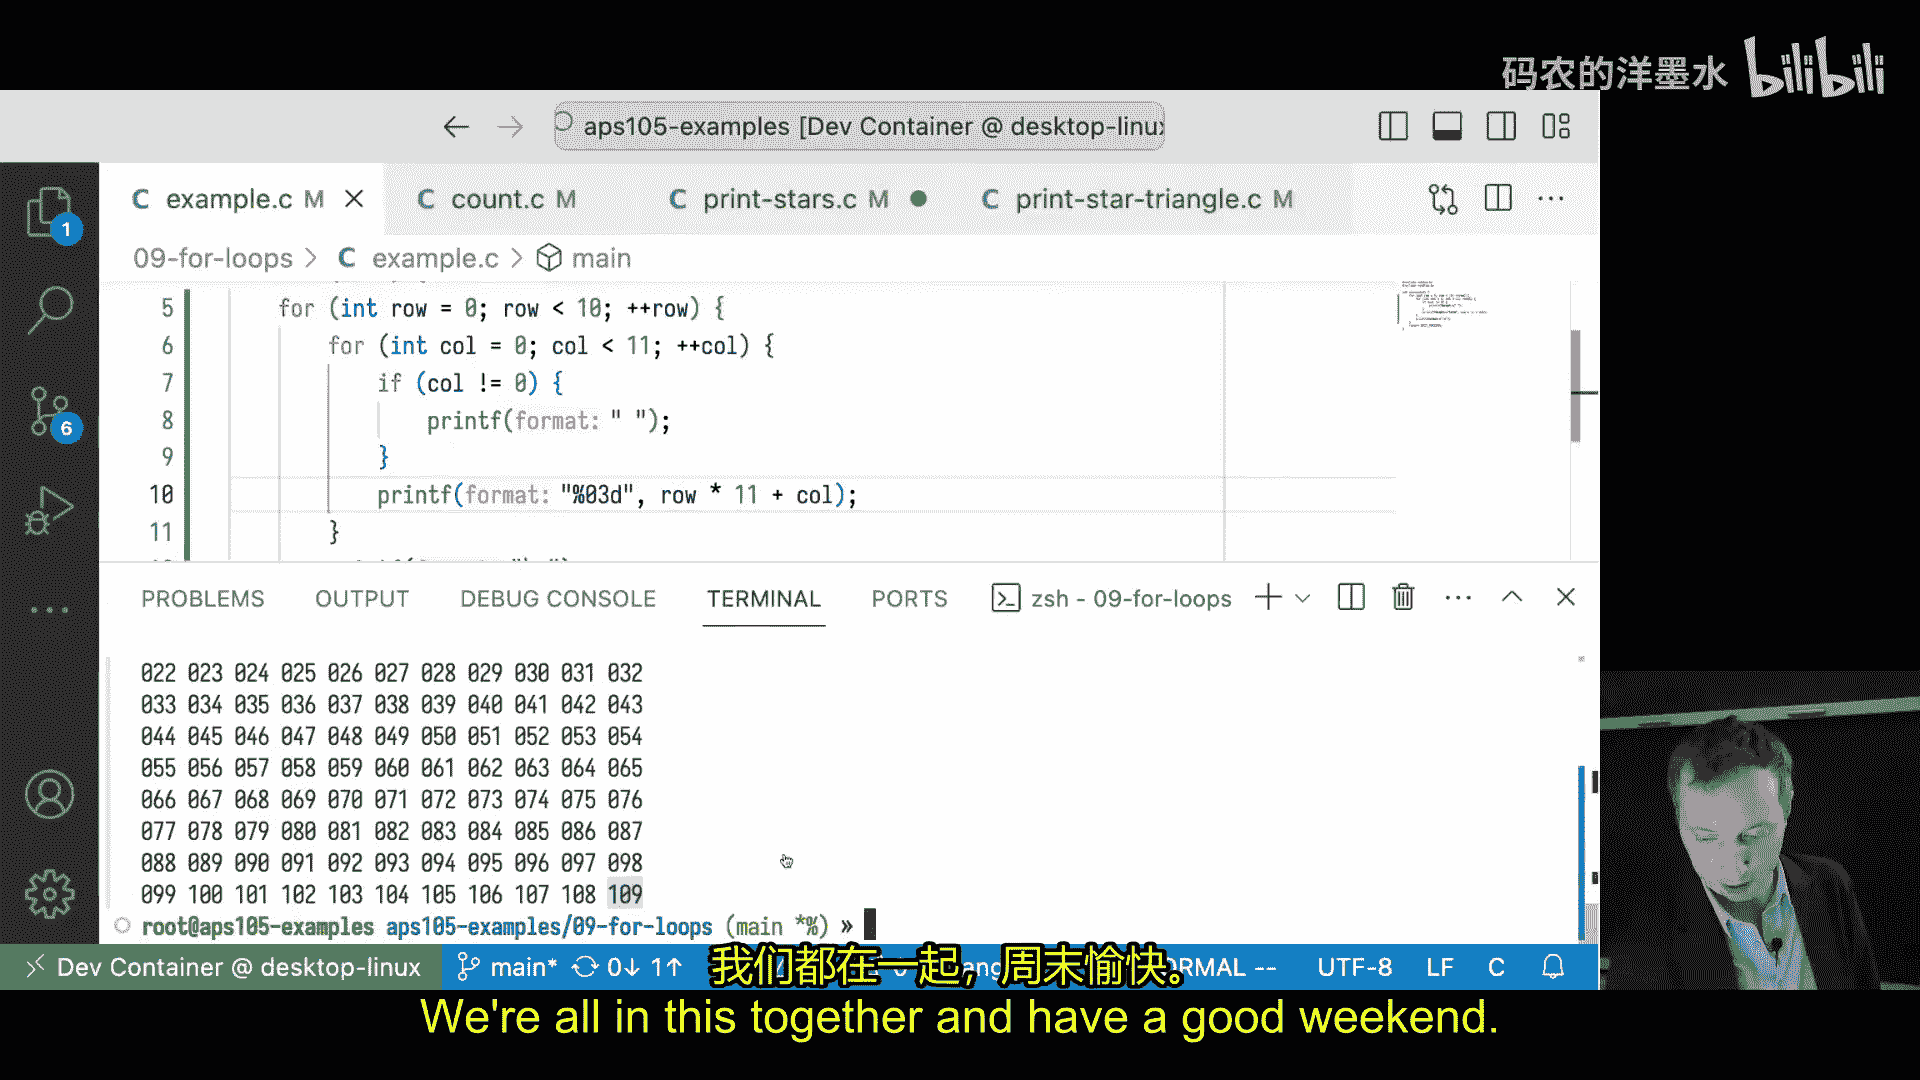 码农的洋墨水 bilibili
aps105-examples [Dev Container @ desktop-linux
C example.c M
C count.c M
C print-stars.c M
C print-star-triangle.c M
09-for-loops > C example.c > main
1
6
5 for (int row = 0; row < 10; ++row) {
6 for (int col = 0; col < 11; ++col) {
7 if (col != 0) {
8 printf(format: " ");
9 }
10 printf(format: "%03d", row * 11 + col);
11 }
PROBLEMS OUTPUT DEBUG CONSOLE TERMINAL PORTS zsh - 09-for-loops
022 023 024 025 026 027 028 029 030 031 032
033 034 035 036 037 038 039 040 041 042 043
044 045 046 047 048 049 050 051 052 053 054
055 056 057 058 059 060 061 062 063 064 065
066 067 068 069 070 071 072 073 074 075 076
077 078 079 080 081 082 083 084 085 086 087
088 089 090 091 092 093 094 095 096 097 098
099 100 101 102 103 104 105 106 107 108 109
root@aps105-examples aps105-examples/09-for-loops (main *%) »
Dev Container @ desktop-linux main* 0↓ 1↑ UTF-8 LF C
我们都在一起，周末愉快。
We're all in this together and have a good weekend.